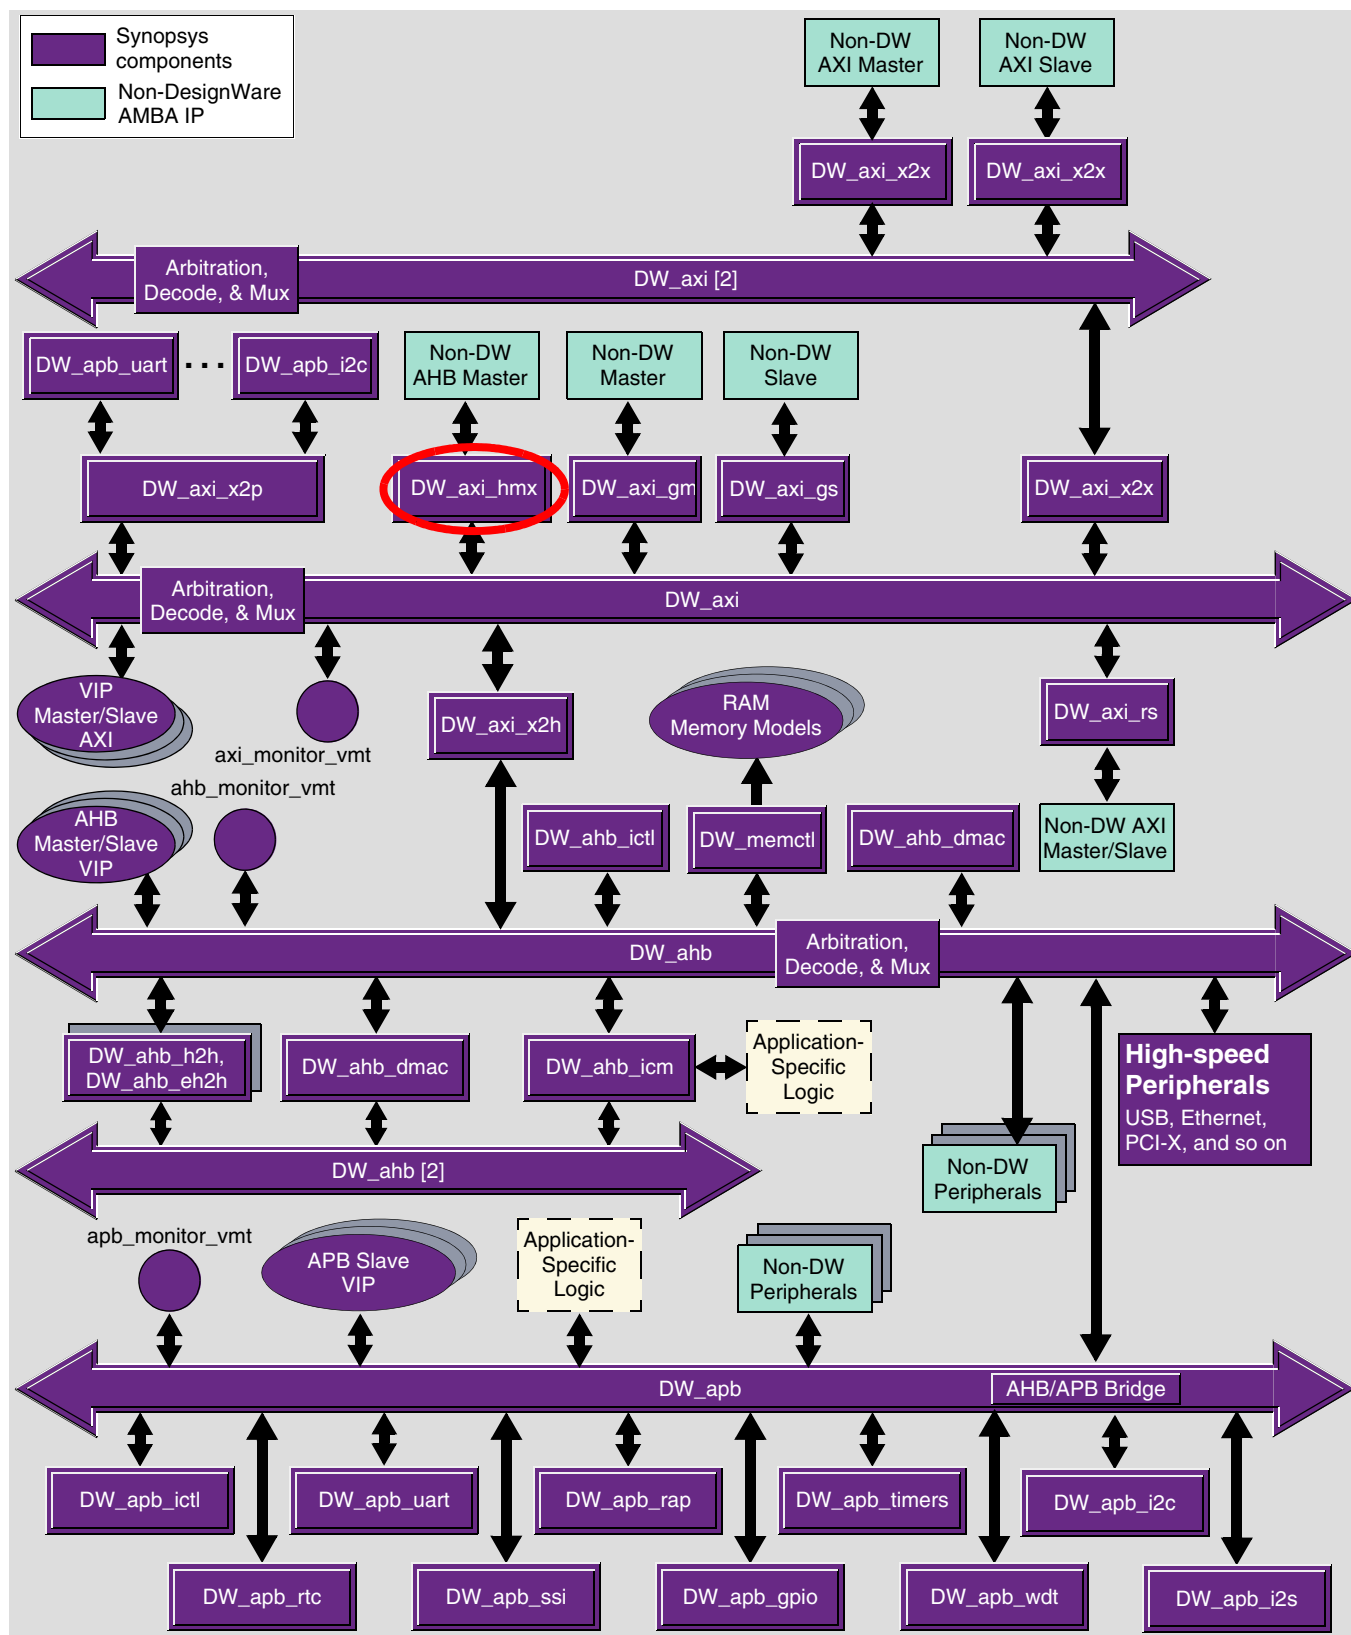 Synopsys
components
Non-DesignWare
AMBA IP
Non-DW
AXI Master
Non-DW
AXI Slave
DW_axi_x2x
DW_axi_x2x
Arbitration,
Decode, & Mux
DW_axi [2]
DW_apb_uart
. . .
DW_apb_i2c
Non-DW
AHB Master
Non-DW
Master
Non-DW
Slave
DW_axi_x2p
DW_axi_hmx
DW_axi_gm
DW_axi_gs
DW_axi_x2x
Arbitration,
Decode, & Mux
DW_axi
VIP
Master/Slave
AXI
axi_monitor_vmt
DW_axi_x2h
RAM
Memory Models
DW_axi_rs
ahb_monitor_vmt
AHB
Master/Slave
VIP
DW_ahb_ictl
DW_memctl
DW_ahb_dmac
Non-DW AXI
Master/Slave
DW_ahb
Arbitration,
Decode, & Mux
DW_ahb_h2h,
DW_ahb_eh2h
DW_ahb_dmac
DW_ahb_icm
Application-
Specific
Logic
High-speed
Peripherals
USB, Ethernet,
PCI-X, and so on
DW_ahb [2]
Non-DW
Peripherals
apb_monitor_vmt
APB Slave
VIP
Application-
Specific
Logic
Non-DW
Peripherals
DW_apb
AHB/APB Bridge
DW_apb_ictl
DW_apb_uart
DW_apb_rap
DW_apb_timers
DW_apb_i2c
DW_apb_rtc
DW_apb_ssi
DW_apb_gpio
DW_apb_wdt
DW_apb_i2s